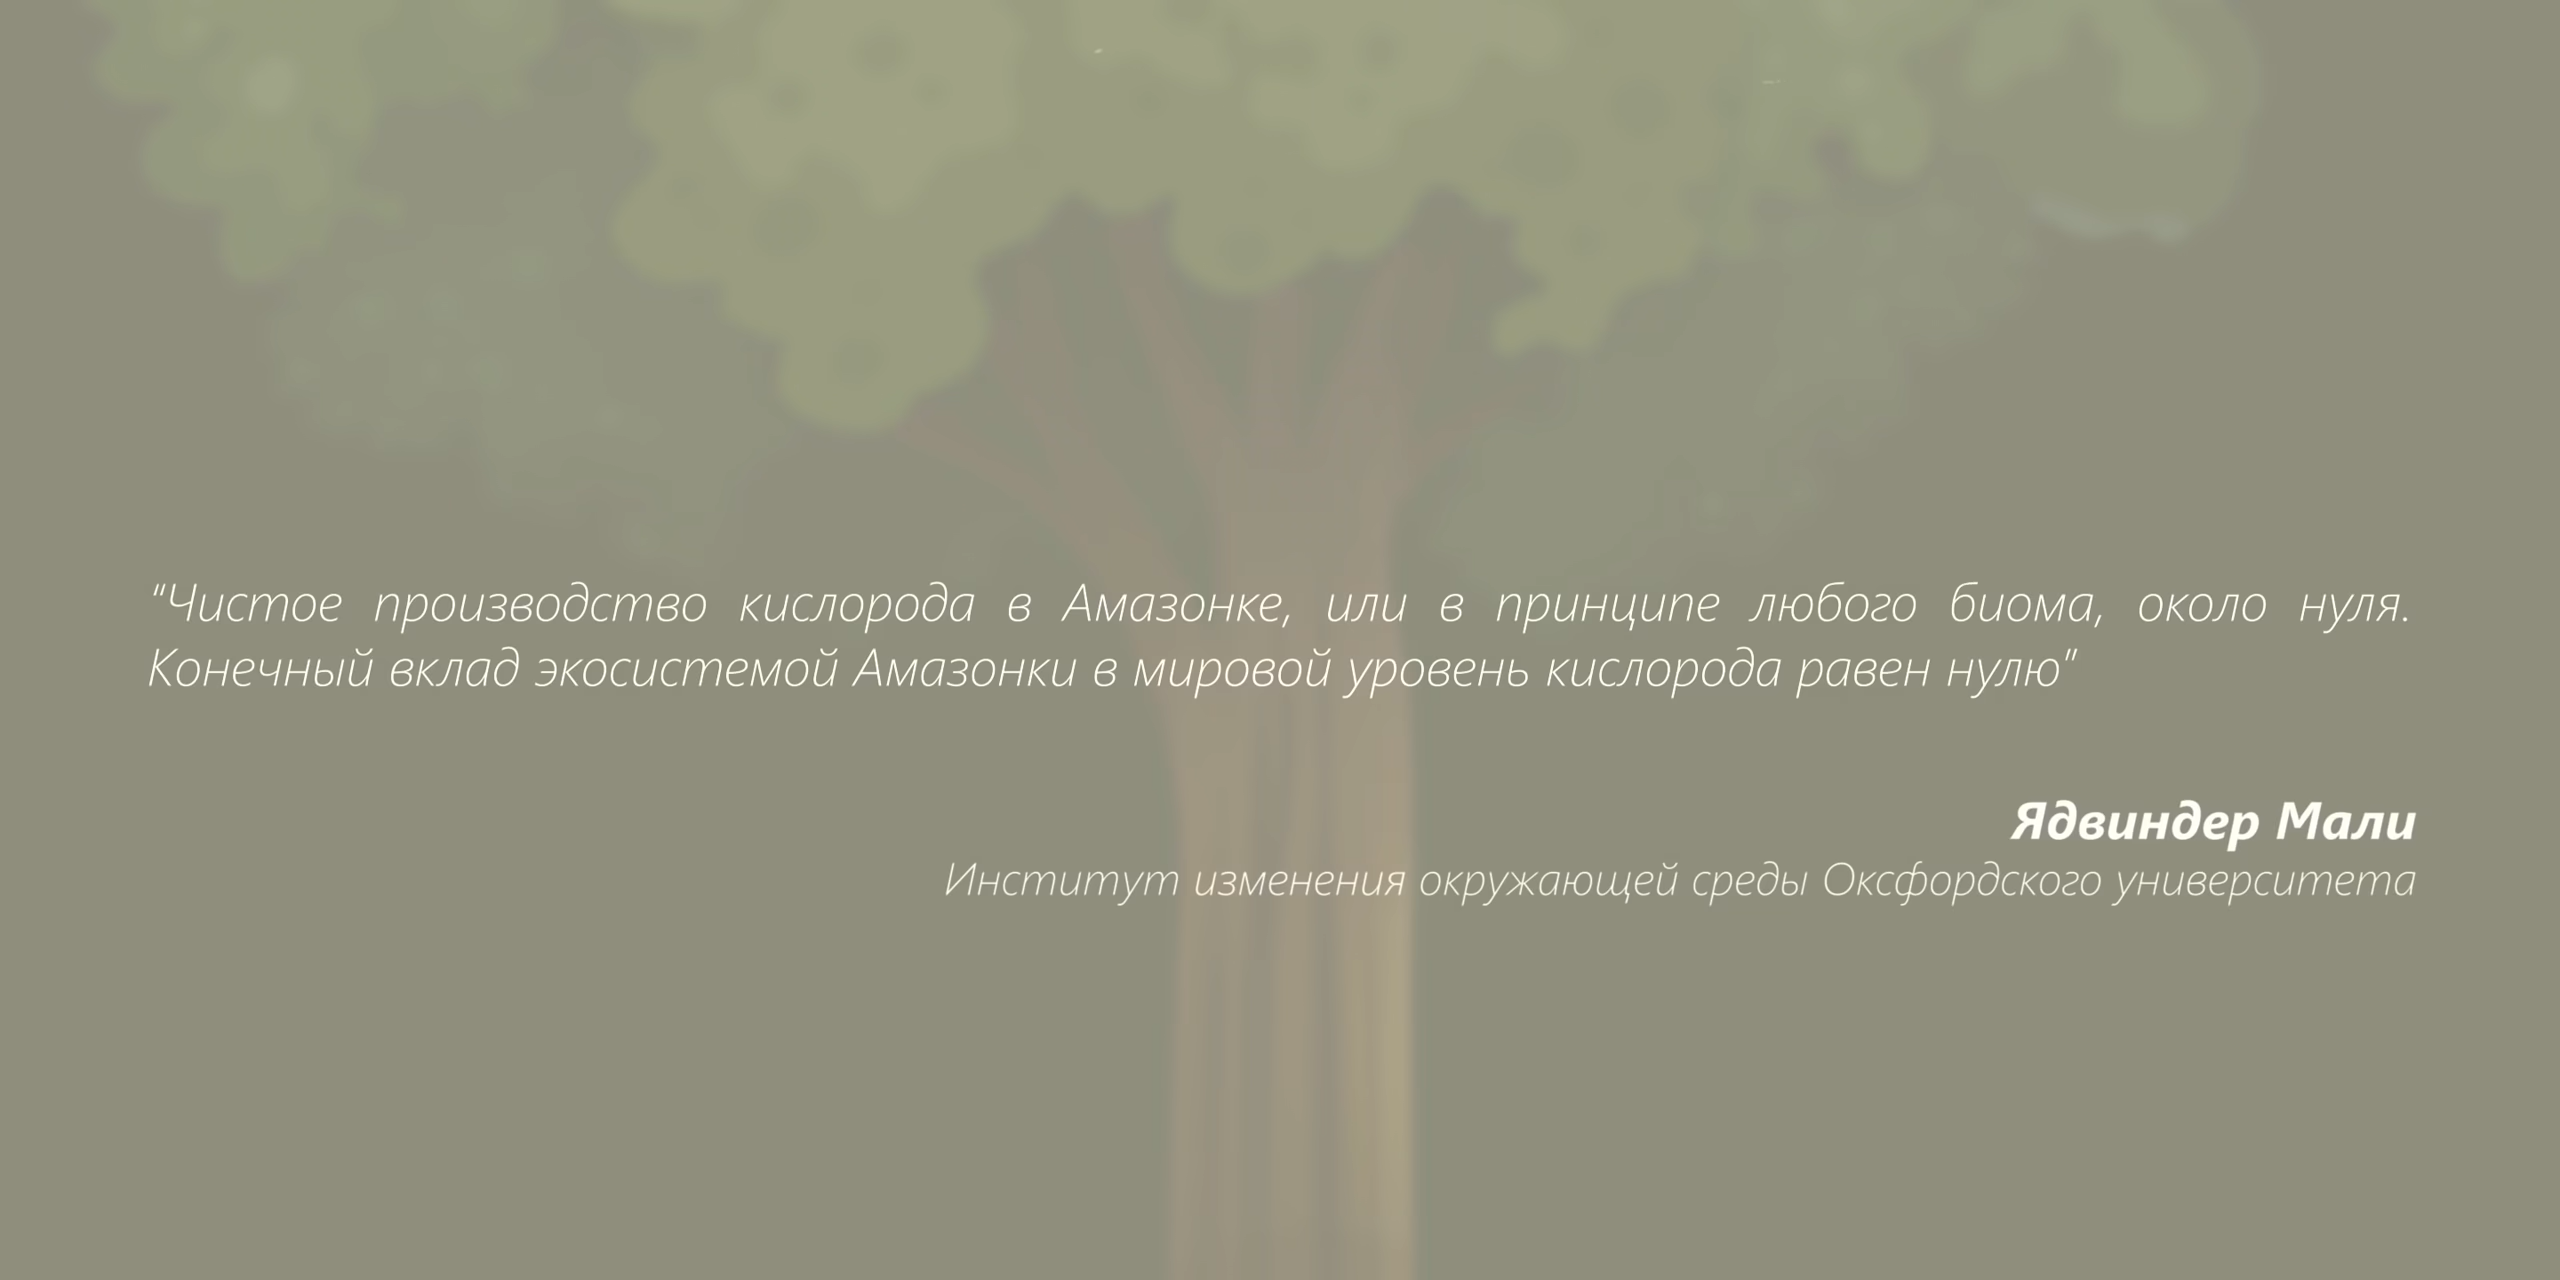 "Чистое производство кислорода в Амазонке, или в принципе любого биома, около нуля.
Конечный вклад экосистемой Амазонки в мировой уровень кислорода равен нулю"
Ядвиндер Мали
Институт изменения окружающей среды Оксфордского университета